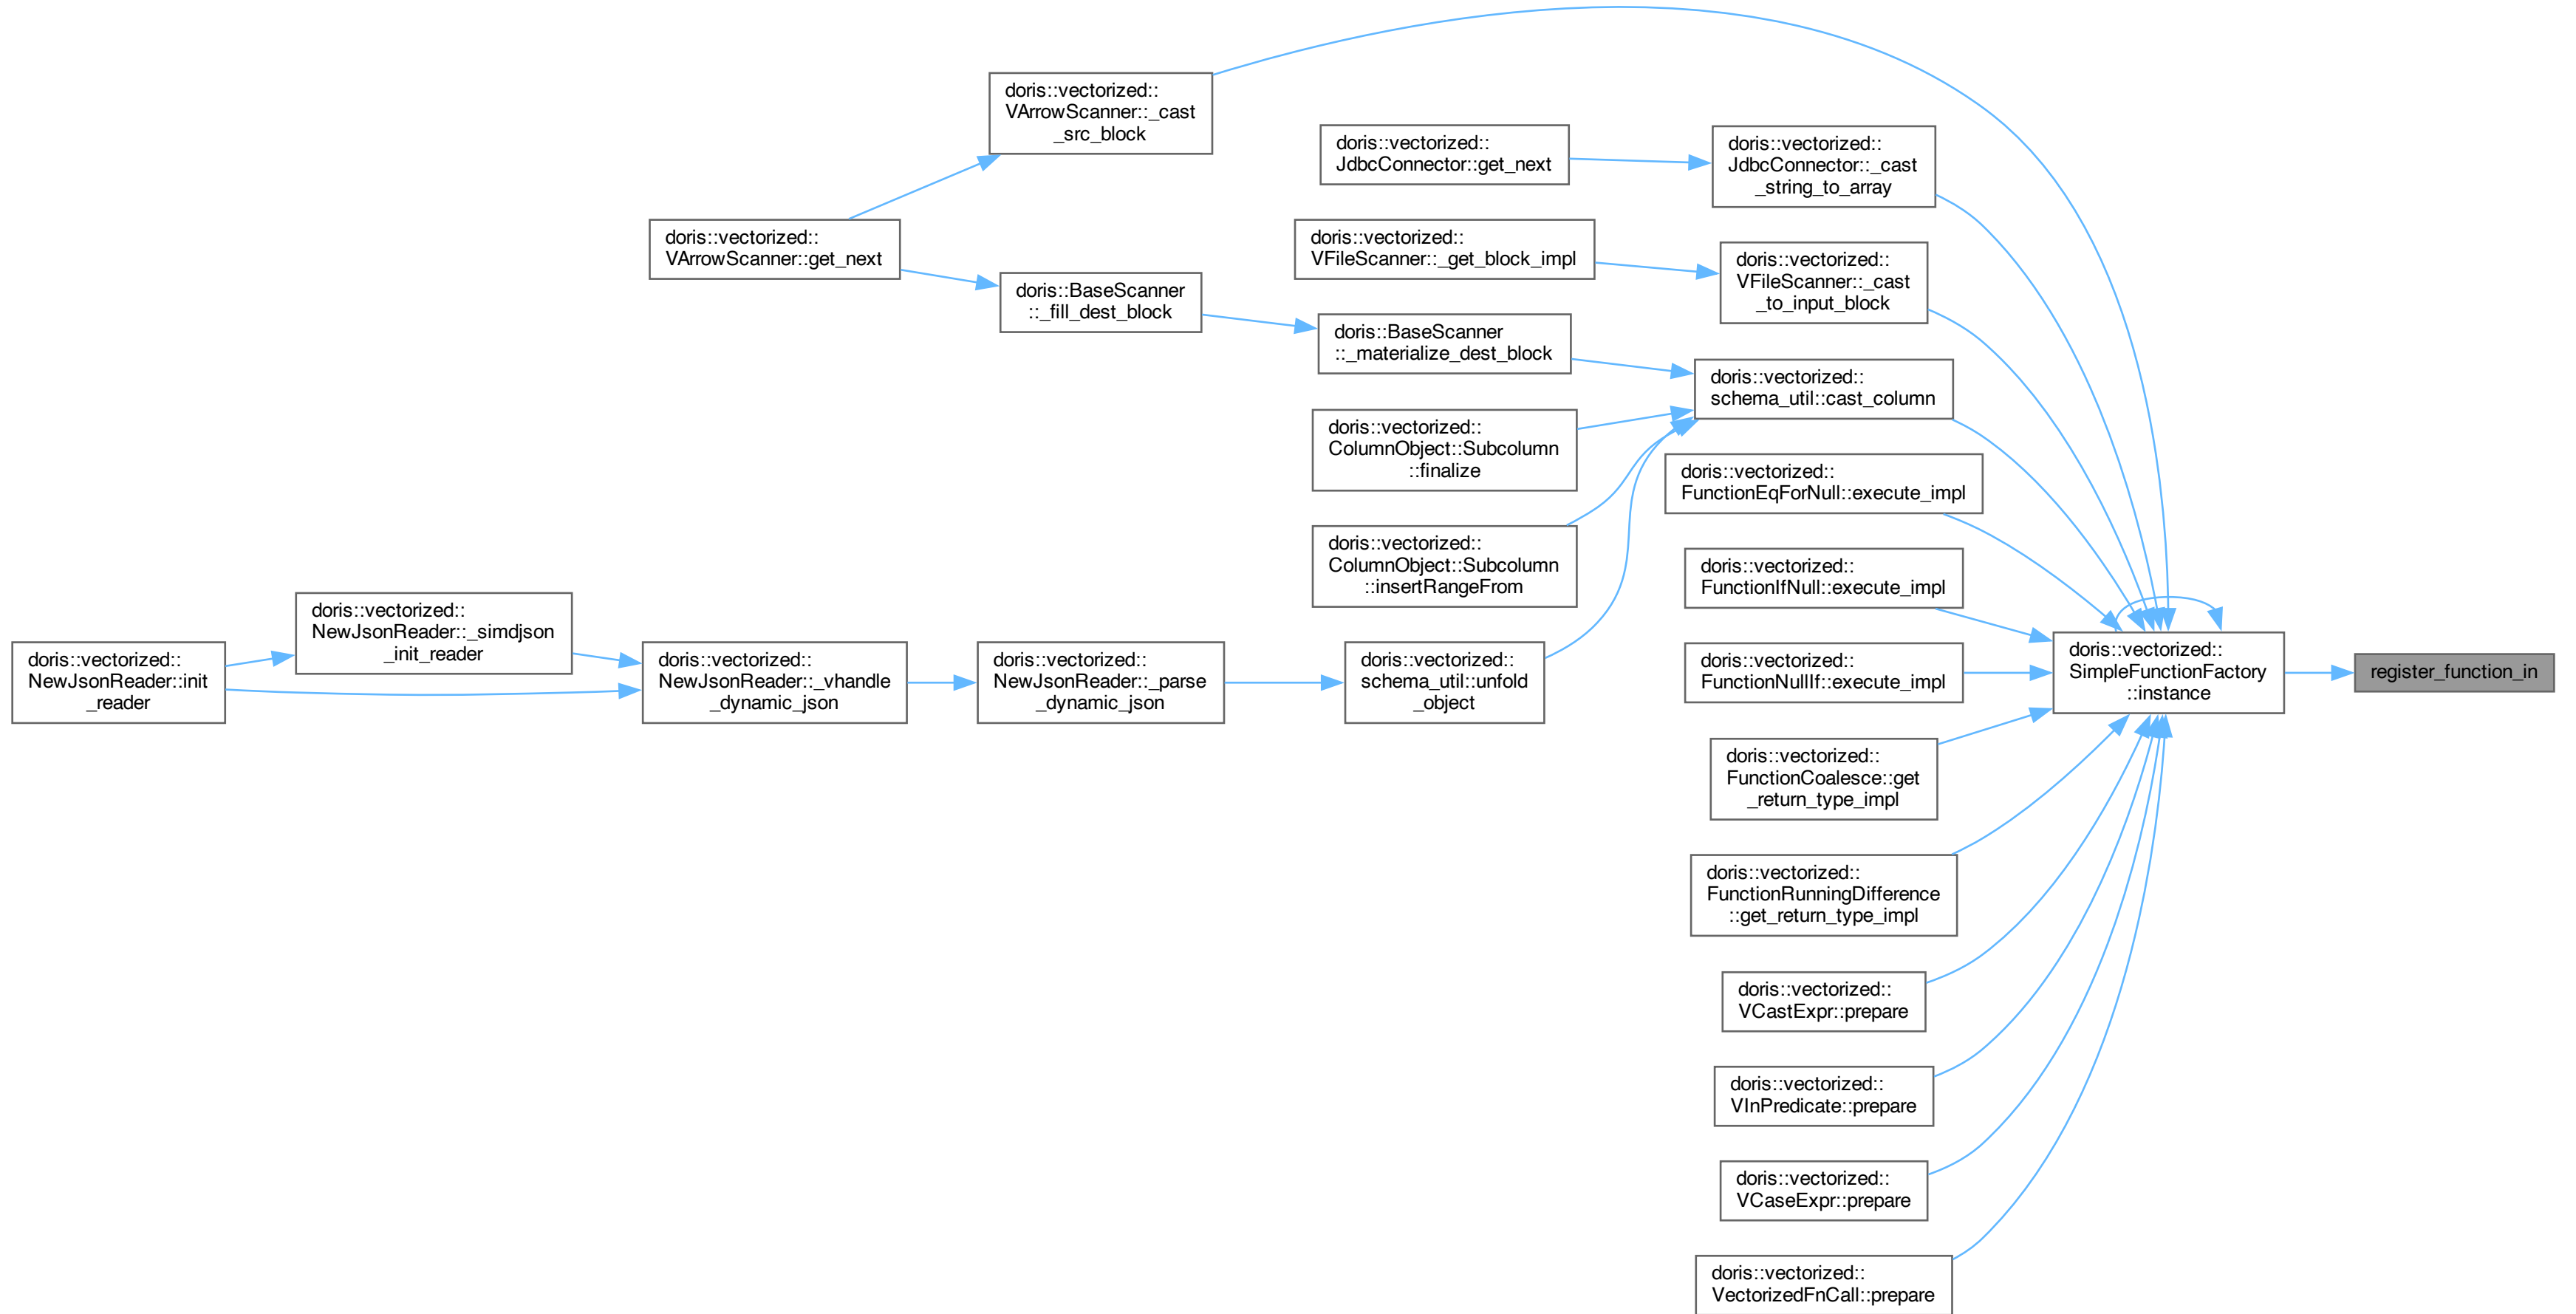 doris::vectorized::
VArrowScanner::_cast
_src_block
doris::vectorized::
JdbcConnector::get_next
doris::vectorized::
JdbcConnector::_cast
_string_to_array
doris::vectorized::
VArrowScanner::get_next
doris::vectorized::
VFileScanner::_get_block_impl
doris::vectorized::
VFileScanner::_cast
_to_input_block
doris::BaseScanner
::_fill_dest_block
doris::BaseScanner
::_materialize_dest_block
doris::vectorized::
schema_util::cast_column
doris::vectorized::
ColumnObject::Subcolumn
::finalize
doris::vectorized::
FunctionEqForNull::execute_impl
doris::vectorized::
ColumnObject::Subcolumn
::insertRangeFrom
doris::vectorized::
FunctionIfNull::execute_impl
doris::vectorized::
NewJsonReader::init
_reader
doris::vectorized::
NewJsonReader::_simdjson
_init_reader
doris::vectorized::
NewJsonReader::_vhandle
_dynamic_json
doris::vectorized::
NewJsonReader::_parse
_dynamic_json
doris::vectorized::
schema_util::unfold
_object
doris::vectorized::
FunctionNullIf::execute_impl
doris::vectorized::
SimpleFunctionFactory
::instance
register_function_in
doris::vectorized::
FunctionCoalesce::get
_return_type_impl
doris::vectorized::
FunctionRunningDifference
::get_return_type_impl
doris::vectorized::
VCastExpr::prepare
doris::vectorized::
VInPredicate::prepare
doris::vectorized::
VCaseExpr::prepare
doris::vectorized::
VectorizedFnCall::prepare